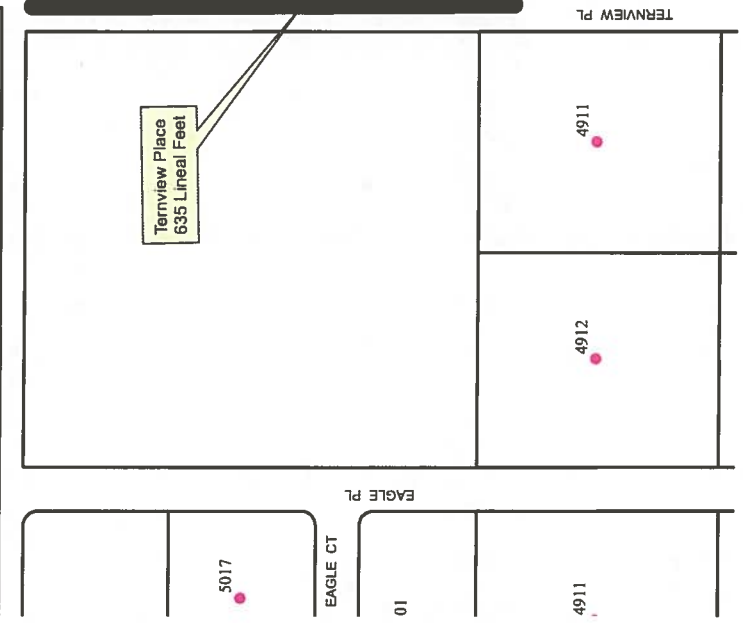 TERNVIEW PL
Ternview Place
635 Lineal Feet
4911
4912
EAGLE PL
5017
EAGLE CT
01
4911